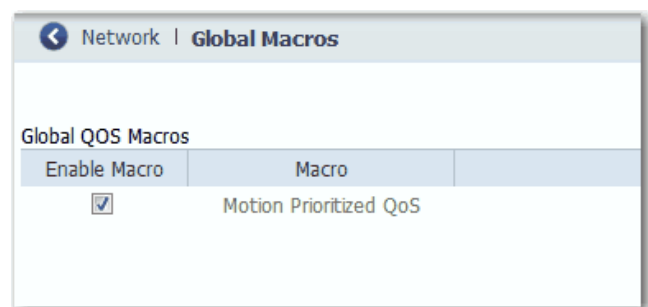 Network | Global Macros
Global QOS Macros
Enable Macro Macro
Motion Prioritized QoS